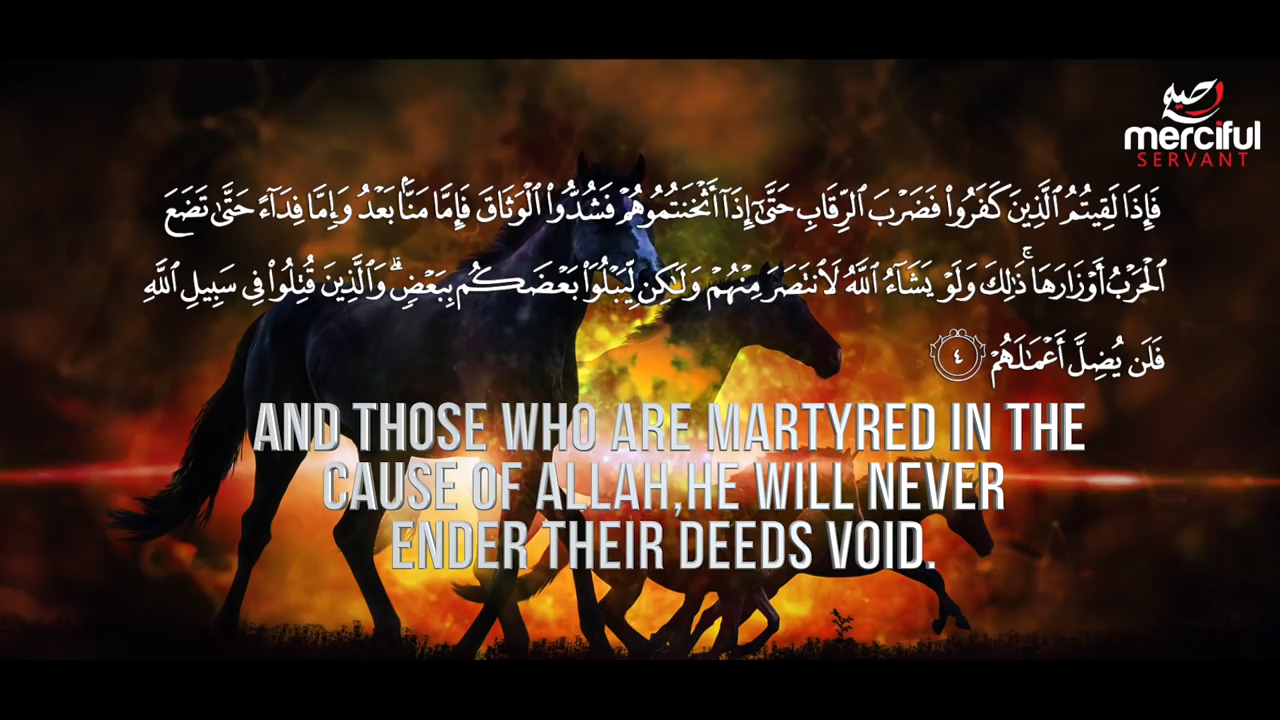 رحيم
merciful
SERVANT
فَإِذَا لَقِيتُمُ ٱلَّذِينَ كَفَرُوا۟ فَضَرْبَ ٱلرِّقَابِ حَتَّىٰٓ إِذَآ أَثْخَنتُمُوهُمْ فَشُدُّوا۟ ٱلْوَثَاقَ فَإِمَّا مَنًّۢا بَعْدُ وَإِمَّا فِدَآءً حَتَّىٰ تَضَعَ
ٱلْحَرْبُ أَوْزَارَهَا ۚ ذَٰلِكَ وَلَوْ يَشَآءُ ٱللَّهُ لَٱنتَصَرَ مِنْهُمْ وَلَـٰكِن لِّيَبْلُوَا۟ بَعْضَكُم بِبَعْضٍ ۗ وَٱلَّذِينَ قُتِلُوا۟ فِى سَبِيلِ ٱللَّهِ
فَلَن يُضِلَّ أَعْمَـٰلَهُمْ ٤
AND THOSE WHO ARE MARTYRED IN THE
CAUSE OF ALLAH,HE WILL NEVER
ENDER THEIR DEEDS VOID.